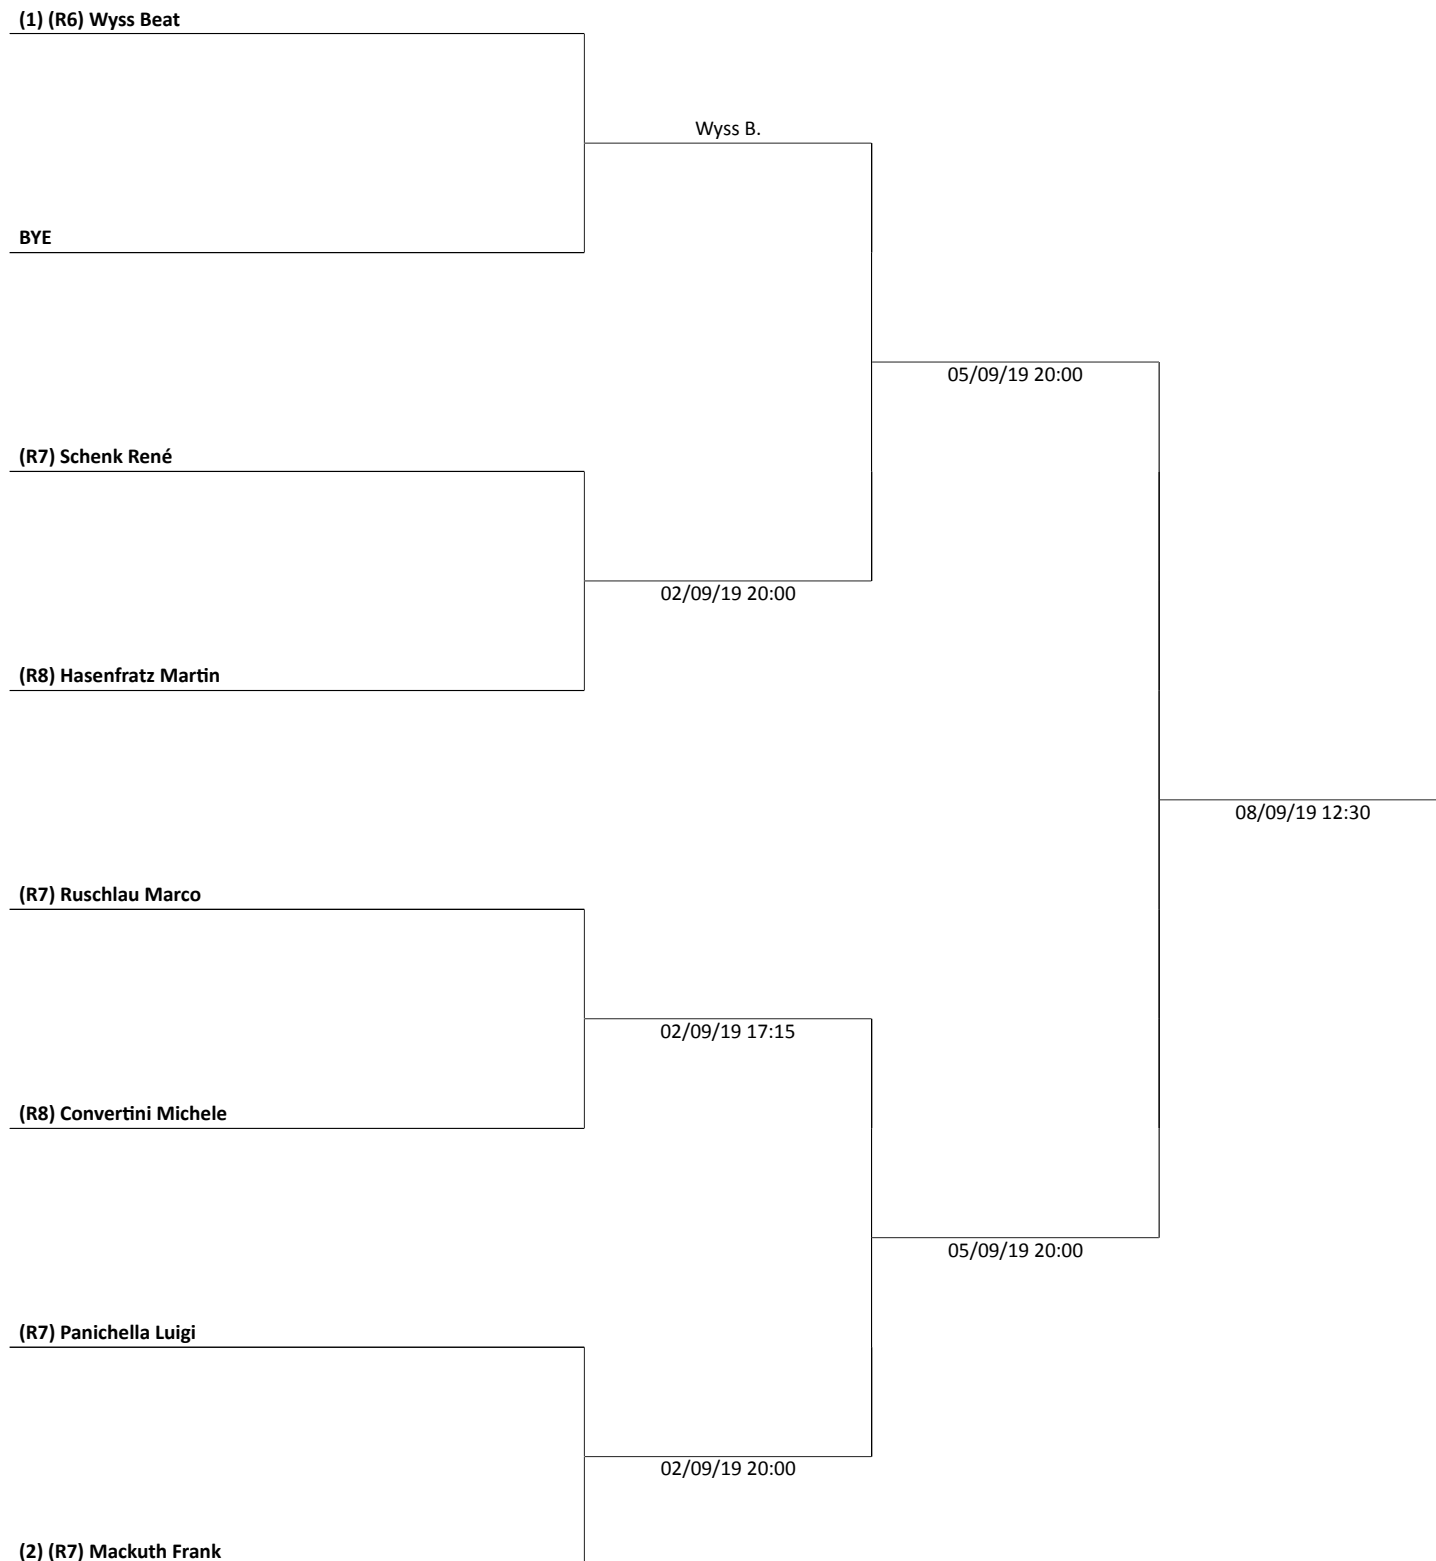 (1) (R6) Wyss Beat
Wyss B.
BYE
05/09/19 20:00
(R7) Schenk René
02/09/19 20:00
(R8) Hasenfratz Martin
08/09/19 12:30
(R7) Ruschlau Marco
02/09/19 17:15
(R8) Convertini Michele
05/09/19 20:00
(R7) Panichella Luigi
02/09/19 20:00
(2) (R7) Mackuth Frank